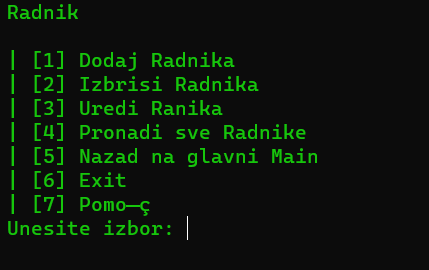 Radnik
| [1] Dodaj Radnika
| [2] Izbrisi Radnika
| [3] Uredi Ranika
| [4] Pronadi sve Radnike
| [5] Nazad na glavni Main
| [6] Exit
| [7] Pomo─ç
Unesite izbor: